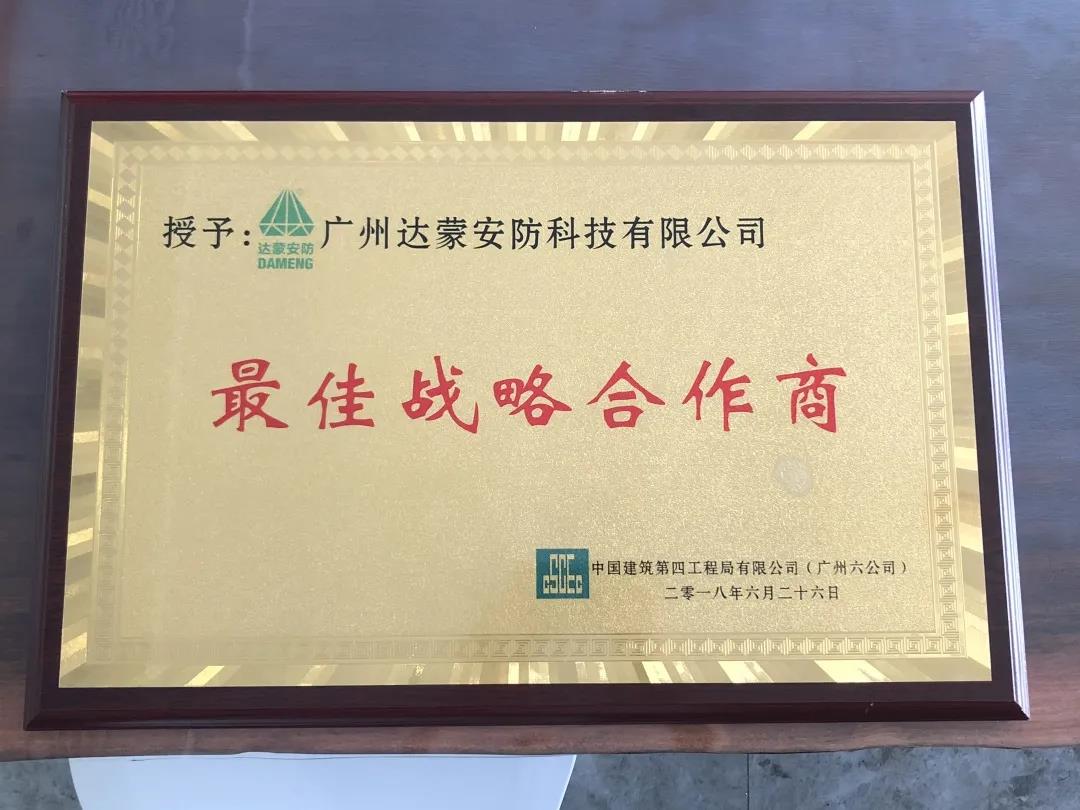 授予: 达蒙安防 DAMENG 广州达蒙安防科技有限公司
最佳战略合作商
CSCEC 中国建筑第四工程局有限公司(广州六公司)
二零一八年六月二十六日